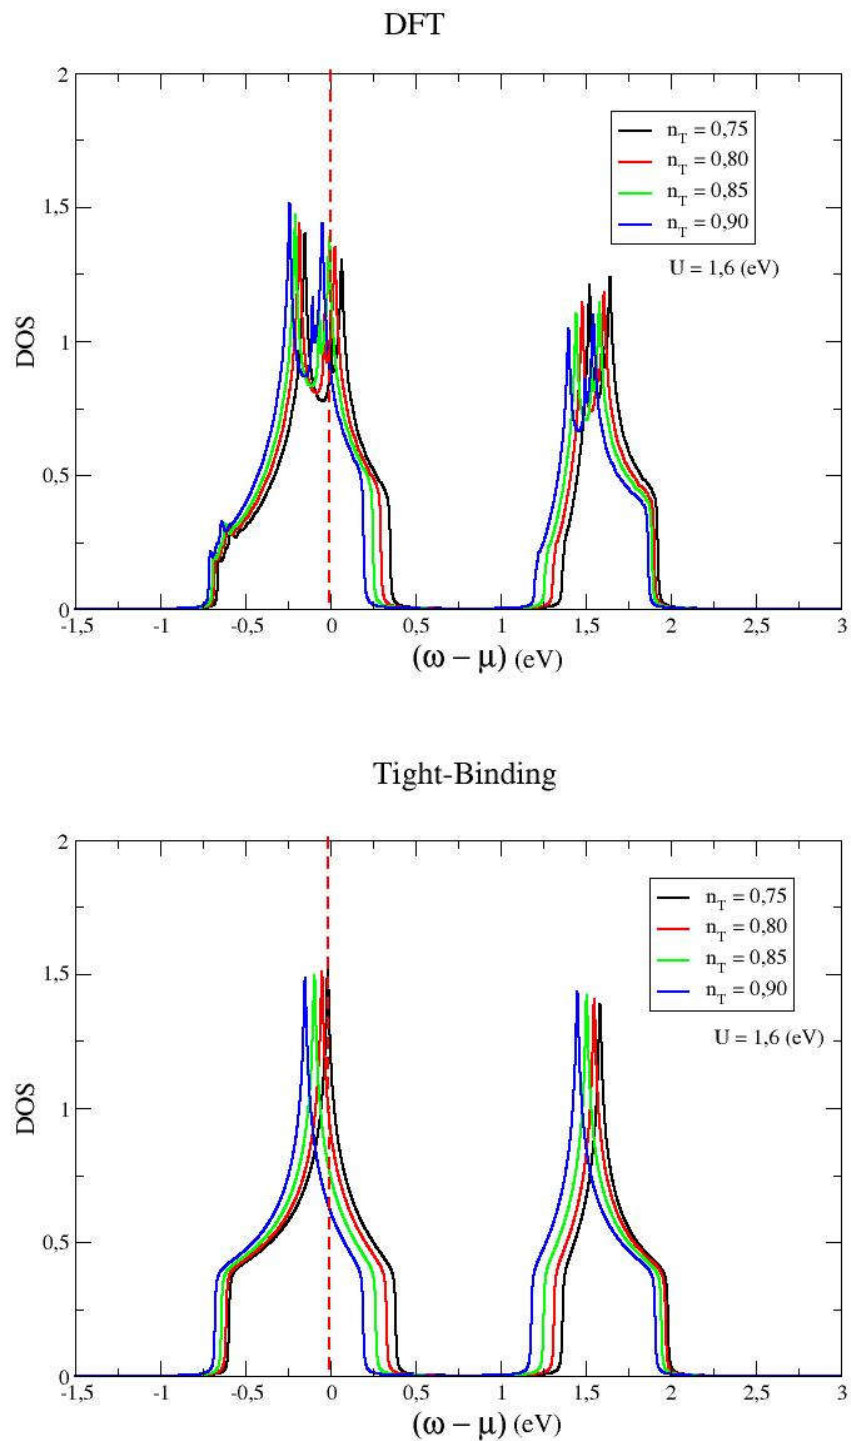 DFT
2
1,5
1
0,5
0
DOS
n_T = 0,75
n_T = 0,80
n_T = 0,85
n_T = 0,90
U = 1,6 (eV)
-1,5 -1 -0,5 0 0,5 1 1,5 2 2,5 3
(ω − μ) (eV)
Tight-Binding
2
1,5
1
0,5
0
DOS
n_T = 0,75
n_T = 0,80
n_T = 0,85
n_T = 0,90
U = 1,6 (eV)
-1,5 -1 -0,5 0 0,5 1 1,5 2 2,5 3
(ω − μ) (eV)